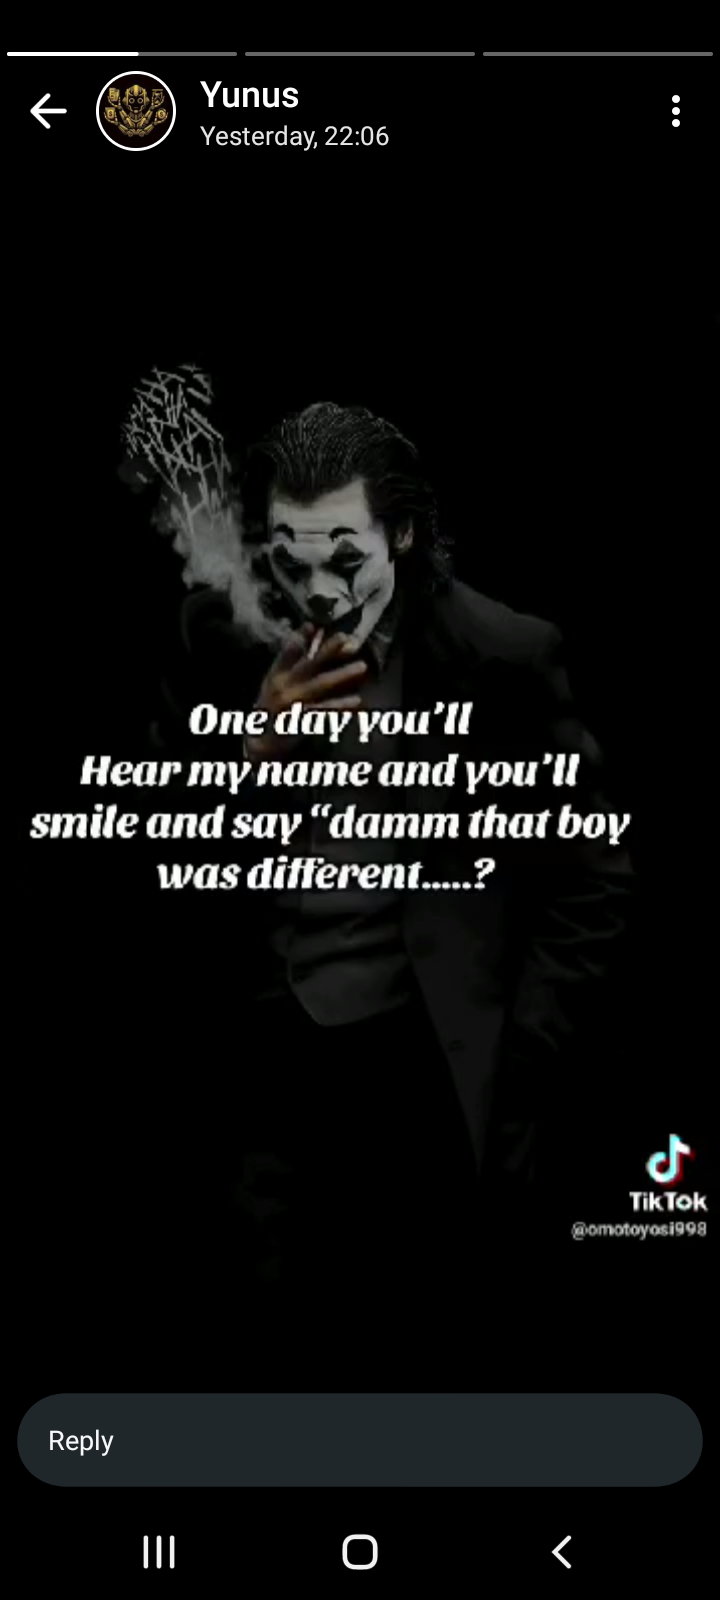 Yunus
Yesterday, 22:06
One day you’ll
Hear my name and you’ll
smile and say “damm that boy
was different.....?
TikTok
@omotoyosi998
Reply